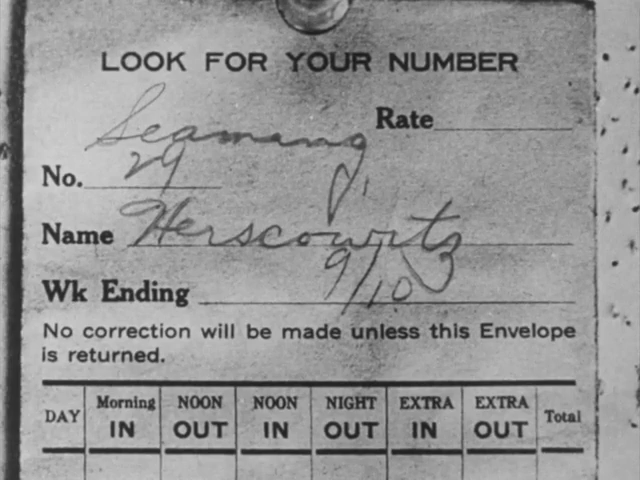 LOOK FOR YOUR NUMBER
Seaming
Rate
No. 29
Name Herscowitz
Wk Ending 9/10
No correction will be made unless this Envelope
is returned.
DAY Morning IN NOON OUT NOON IN NIGHT OUT EXTRA IN EXTRA OUT Total